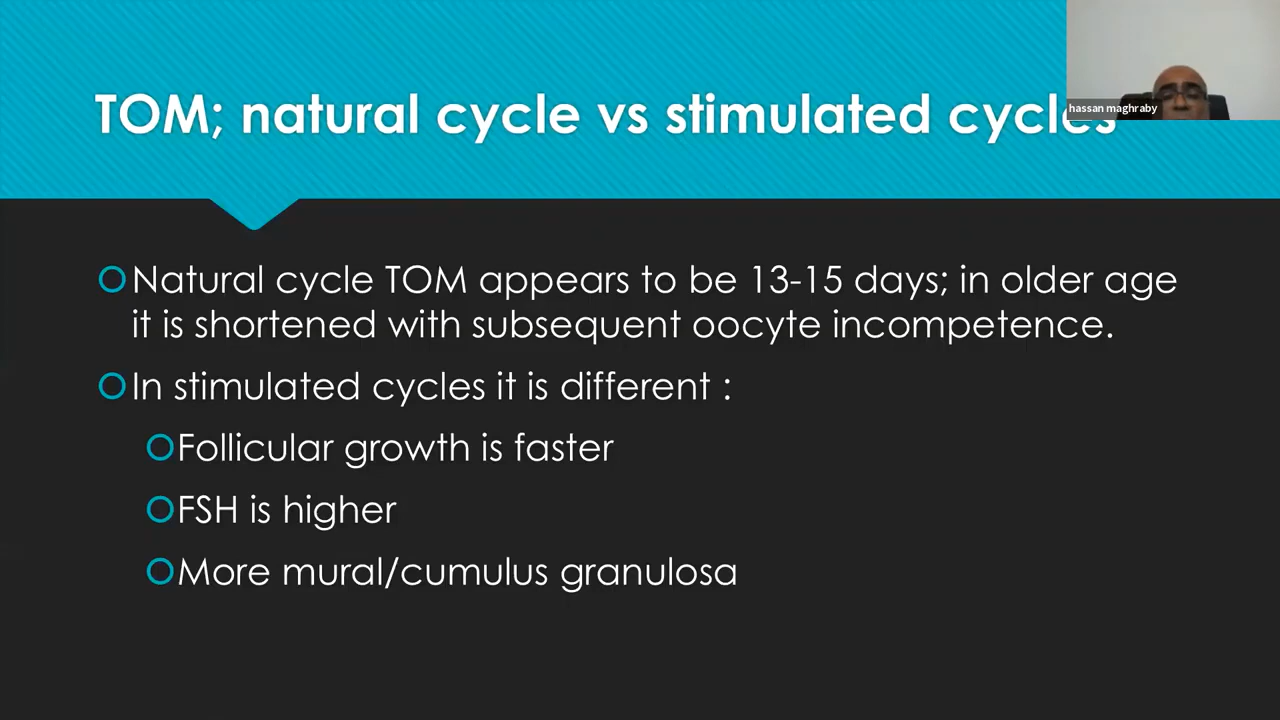 TOM; natural cycle vs stimulated cycles
hassan maghraby
Natural cycle TOM appears to be 13-15 days; in older age
it is shortened with subsequent oocyte incompetence.
In stimulated cycles it is different :
Follicular growth is faster
FSH is higher
More mural/cumulus granulosa